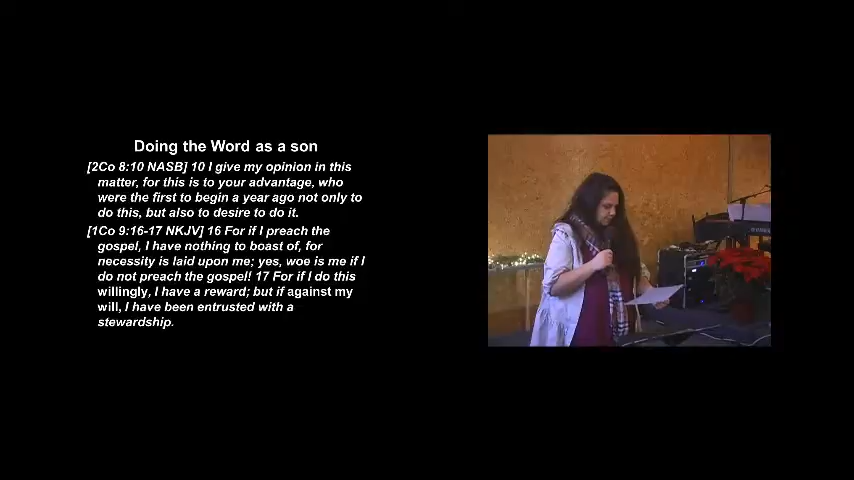 Doing the Word as a son
[2Co 8:10 NASB] 10 I give my opinion in this
matter, for this is to your advantage, who
were the first to begin a year ago not only to
do this, but also to desire to do it.
[1Co 9:16-17 NKJV] 16 For if I preach the
gospel, I have nothing to boast of, for
necessity is laid upon me; yes, woe is me if I
do not preach the gospel! 17 For if I do this
willingly, I have a reward; but if against my
will, I have been entrusted with a
stewardship.